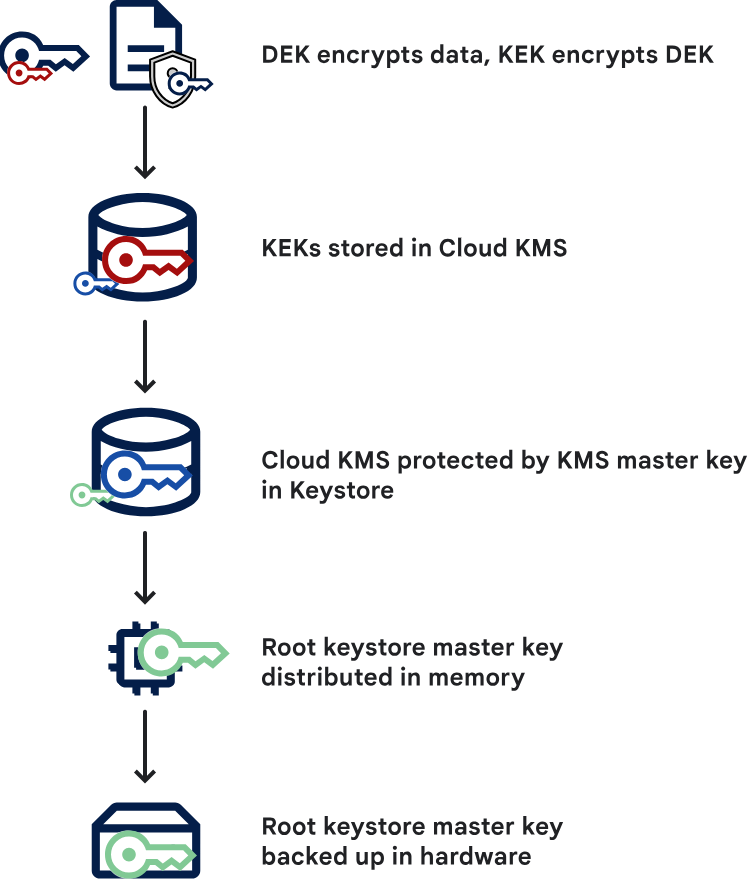 DEK encrypts data, KEK encrypts DEK
KEKs stored in Cloud KMS
Cloud KMS protected by KMS master key
in Keystore
Root keystore master key
distributed in memory
Root keystore master key
backed up in hardware